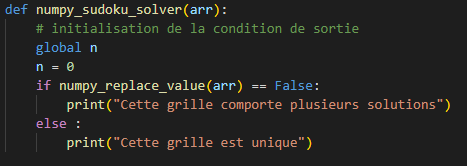 def numpy_sudoku_solver(arr):
    # initialisation de la condition de sortie
    global n
    n = 0
    if numpy_replace_value(arr) == False:
        print("Cette grille comporte plusieurs solutions")
    else :
        print("Cette grille est unique")